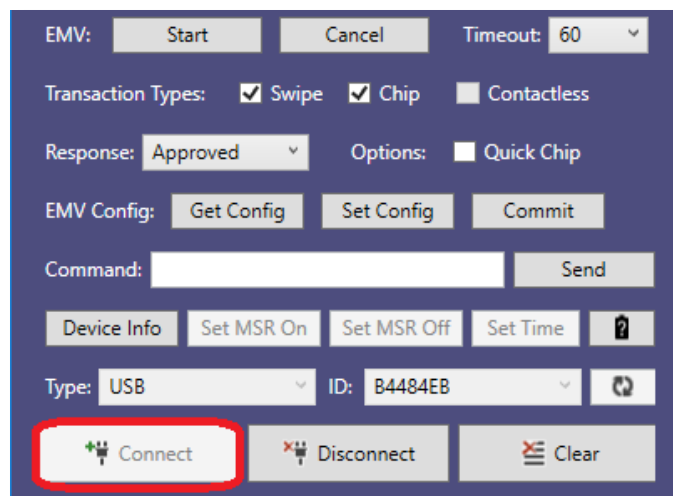 EMV: Start Cancel Timeout: 60
Transaction Types: Swipe Chip Contactless
Response: Approved Options: Quick Chip
EMV Config: Get Config Set Config Commit
Command: Send
Device Info Set MSR On Set MSR Off Set Time ?
Type: USB ID: B4484EB
Connect Disconnect Clear